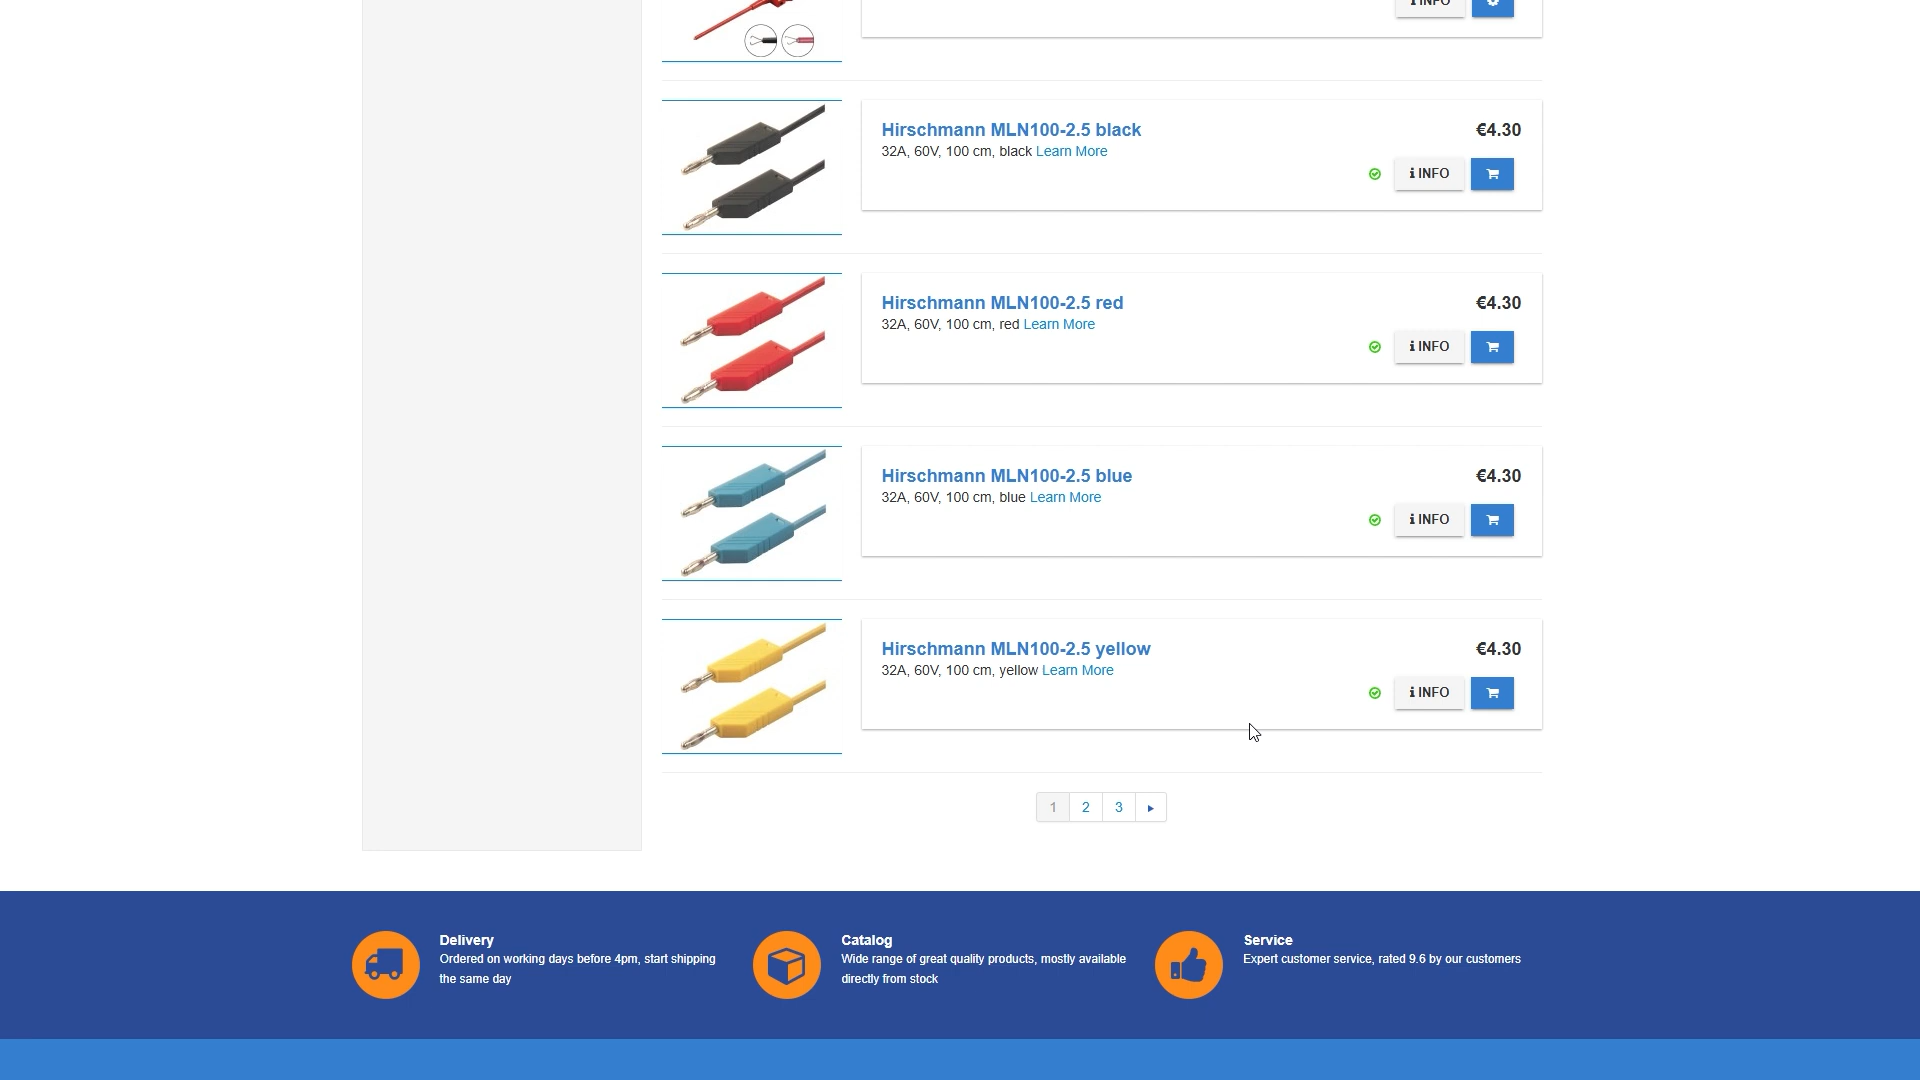 INFO
Hirschmann MLN100-2.5 black
€4.30
32A, 60V, 100 cm, black Learn More
INFO
Hirschmann MLN100-2.5 red
€4.30
32A, 60V, 100 cm, red Learn More
INFO
Hirschmann MLN100-2.5 blue
€4.30
32A, 60V, 100 cm, blue Learn More
INFO
Hirschmann MLN100-2.5 yellow
€4.30
32A, 60V, 100 cm, yellow Learn More
INFO
1 2 3
Delivery
Ordered on working days before 4pm, start shipping
the same day
Catalog
Wide range of great quality products, mostly available
directly from stock
Service
Expert customer service, rated 9.6 by our customers